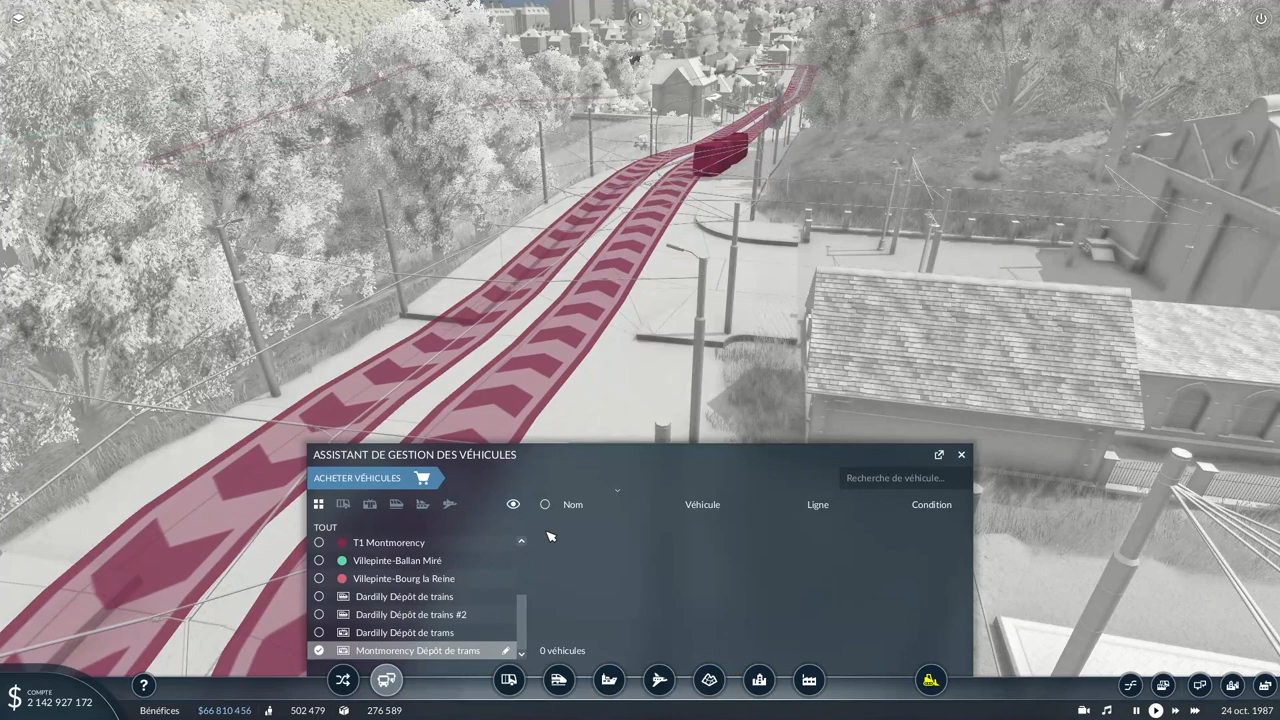 ASSISTANT DE GESTION DES VÉHICULES
ACHETER VÉHICULES
Recherche de véhicule...
Nom Véhicule Ligne Condition
TOUT
T1 Montmorency
Villepinte-Ballan Miré
Villepinte-Bourg la Reine
Dardilly Dépôt de trains
Dardilly Dépôt de trains #2
Dardilly Dépôt de trams
Montmorency Dépôt de trams
0 véhicules
$ COMPTE
2 142 927 172
?
Bénéfices $66 810 456 502 479 276 589
24 oct. 1987